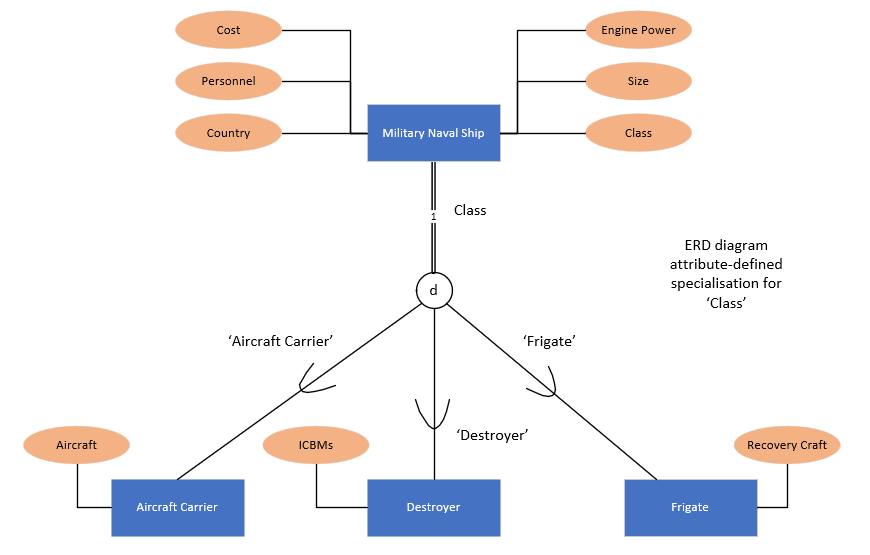 Cost
Engine Power
Personnel
Size
Country
Military Naval Ship
Class
1
Class
ERD diagram
attribute-defined
specialisation for
‘Class’
d
‘Aircraft Carrier’
‘Frigate’
‘Destroyer’
Aircraft
ICBMs
Recovery Craft
Aircraft Carrier
Destroyer
Frigate